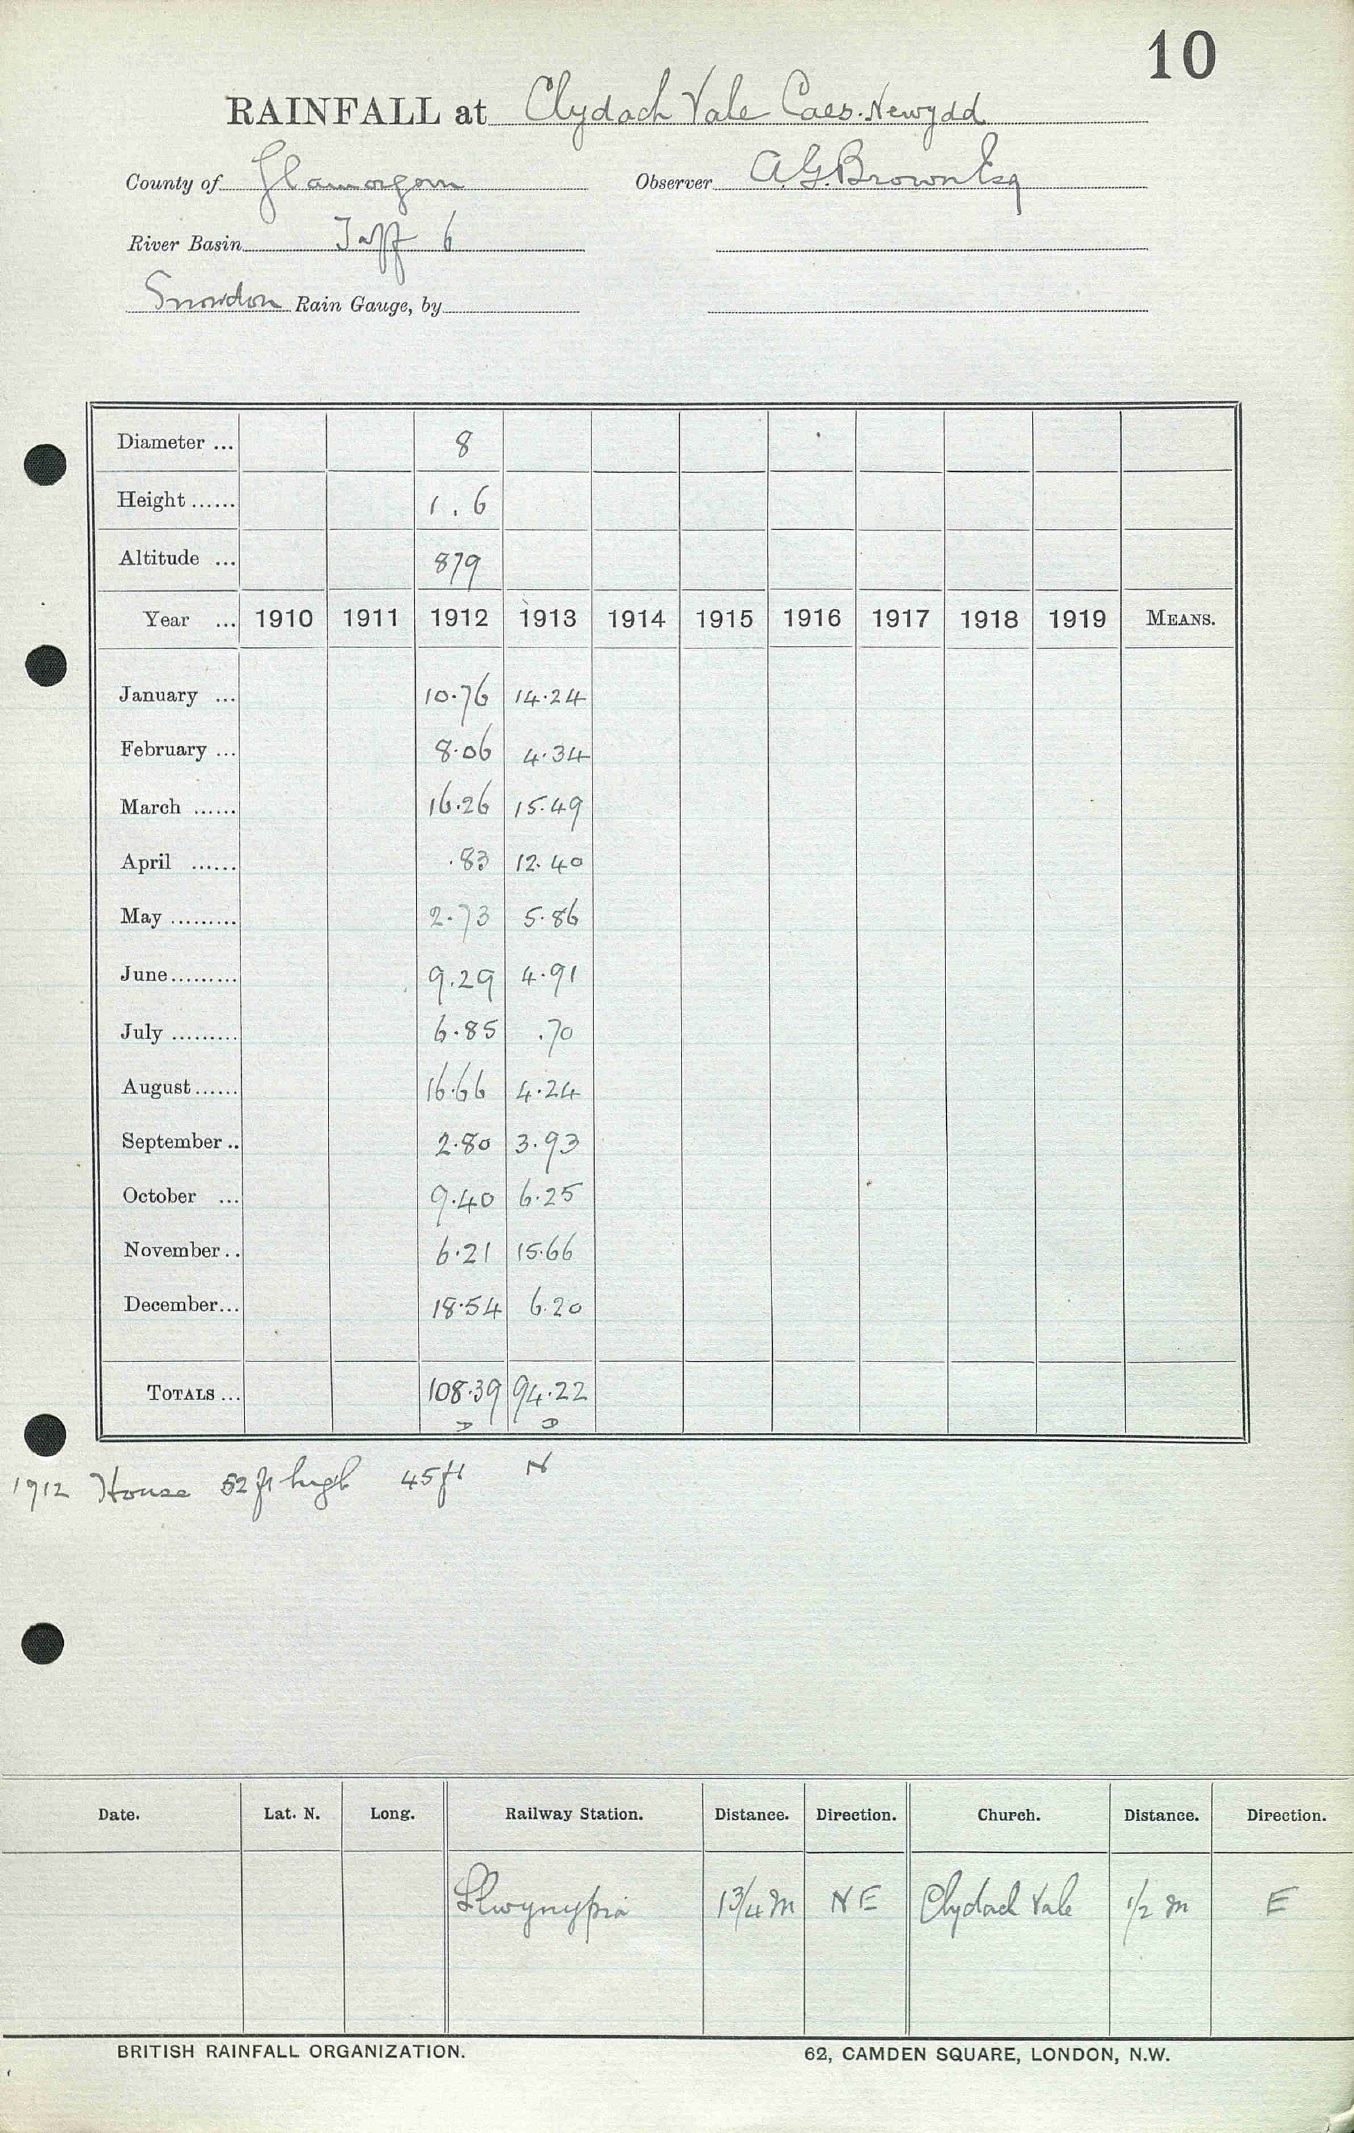 10
RAINFALL at Clydach Vale Caes. Newydd
County of Glamorgan Observer A.G. Brown Esq
River Basin Taff 6
Snowdon Rain Gauge, by
Diameter ... 8
Height ...... 1. 6
Altitude ... 879
Year ... 1910 1911 1912 1913 1914 1915 1916 1917 1918 1919 MEANS.
January ... 10.76 14.24
February ... 8.06 4.34
March ...... 16.26 15.49
April ...... .83 12.40
May ......... 2.73 5.86
June......... 9.29 4.91
July ......... 6.85 .70
August...... 16.66 4.24
September .. 2.80 3.93
October ... 9.40 6.25
November .. 6.21 15.66
December... 18.54 6.20
TOTALS ... 108.39 94.22
D D
1912 House 52 ft high 45 ft N
Date. Lat. N. Long. Railway Station. Distance. Direction. Church. Distance. Direction.
Llwynypia 1 3/4 m NE Clydach Vale 1/2 m E
BRITISH RAINFALL ORGANIZATION. 62, CAMDEN SQUARE, LONDON, N.W.